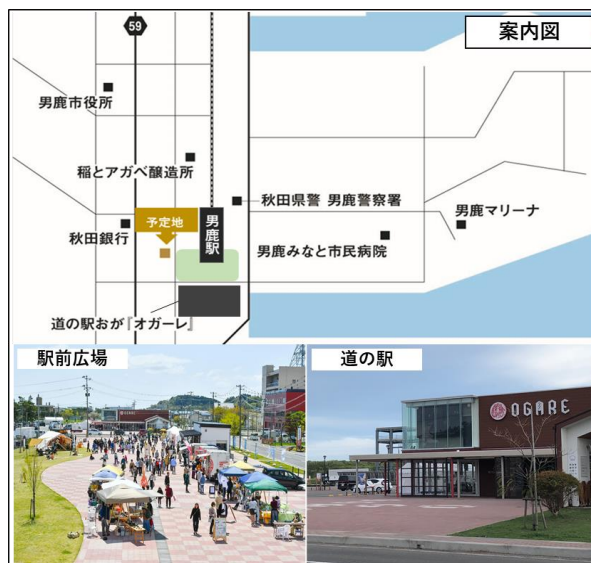 案内図
59
男鹿市役所
稲とアガベ醸造所
秋田県警 男鹿警察署
予定地
男鹿駅
男鹿マリーナ
秋田銀行
男鹿みなと市民病院
道の駅おが『オガーレ』
駅前広場
道の駅
OGARE